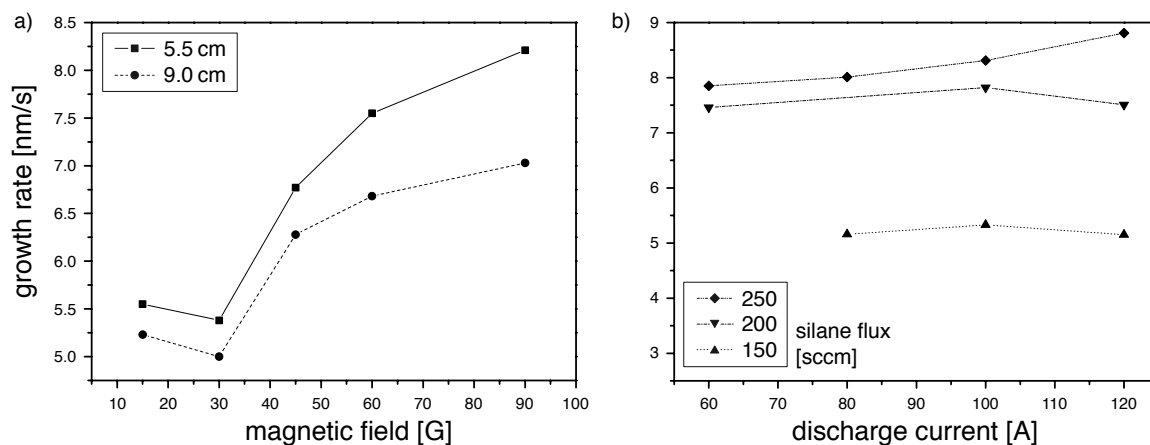 a)
growth rate [nm/s]
8.5
8.0
7.5
7.0
6.5
6.0
5.5
5.0
5.5 cm
9.0 cm
10 20 30 40 50 60 70 80 90 100
magnetic field [G]
b)
9
8
7
6
5
4
3
250
200
150
silane flux
[sccm]
60 70 80 90 100 110 120
discharge current [A]